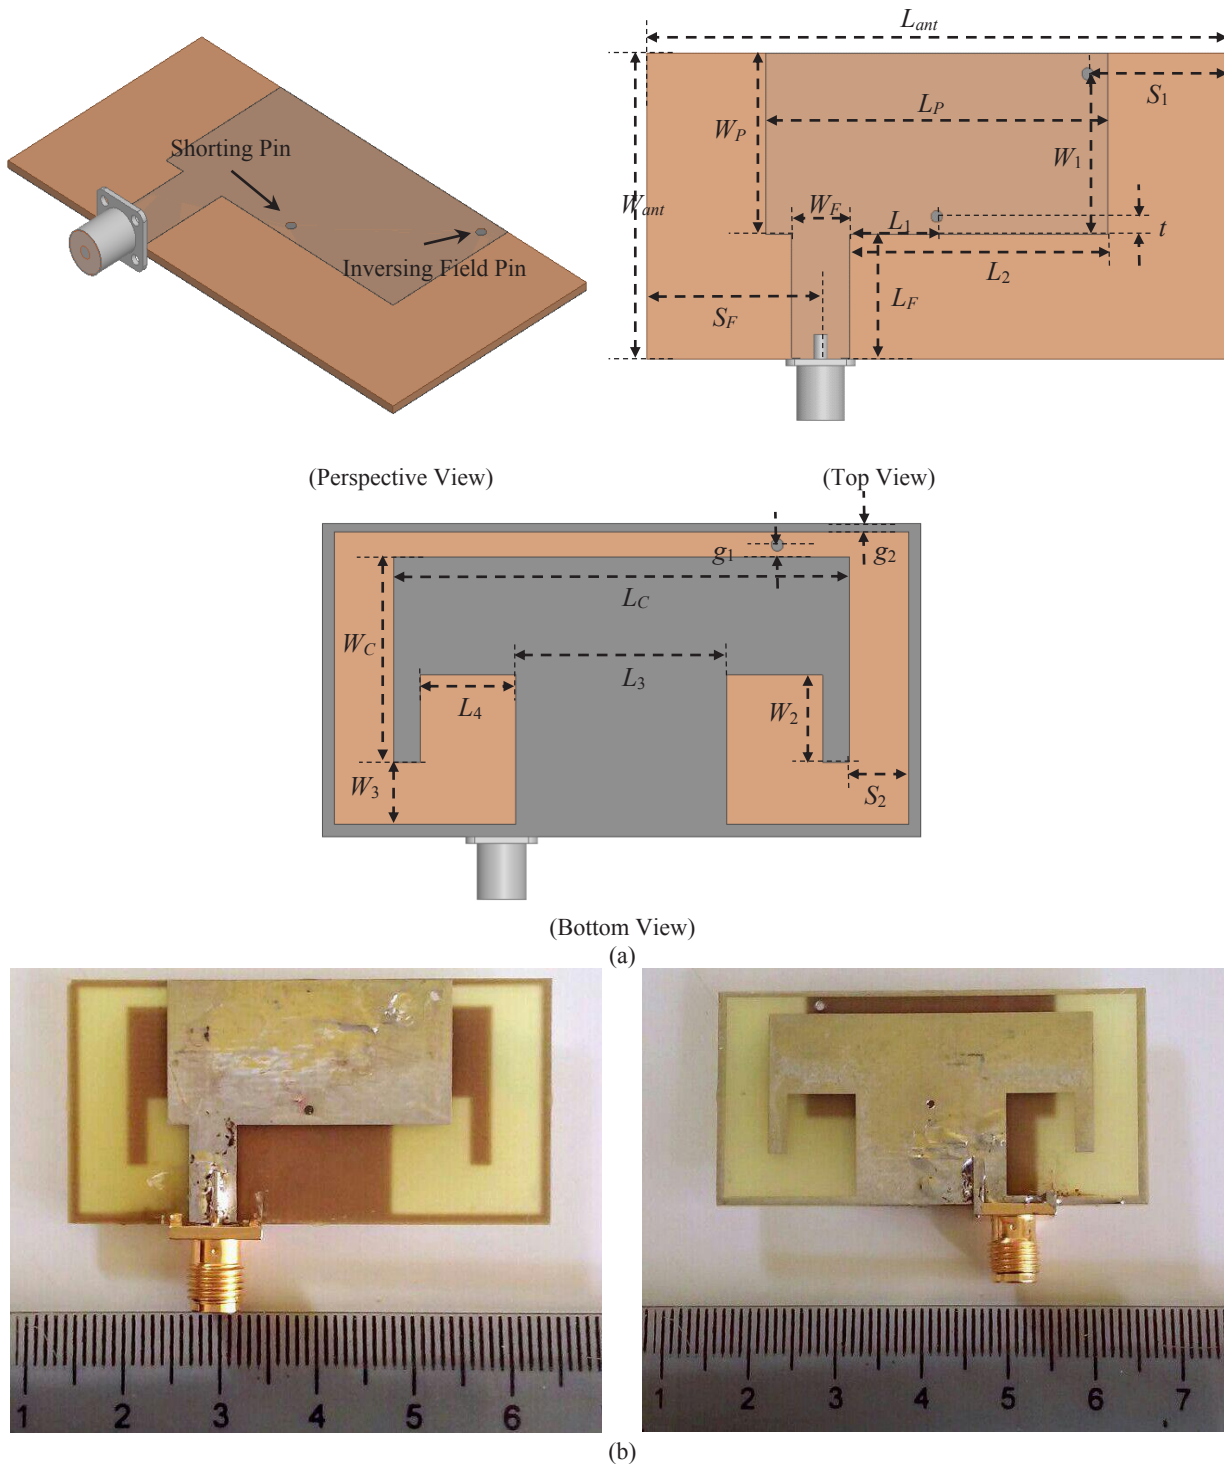 Shorting Pin
Inversing Field Pin
(Perspective View)
L_ant
S_1
L_P
W_P
W_1
W_ant
W_F
L_1
t
L_2
L_F
S_F
(Top View)
g_1
g_2
L_C
W_C
L_3
L_4
W_2
W_3
S_2
(Bottom View)
(a)
1 2 3 4 5 6
1 2 3 4 5 6 7
(b)